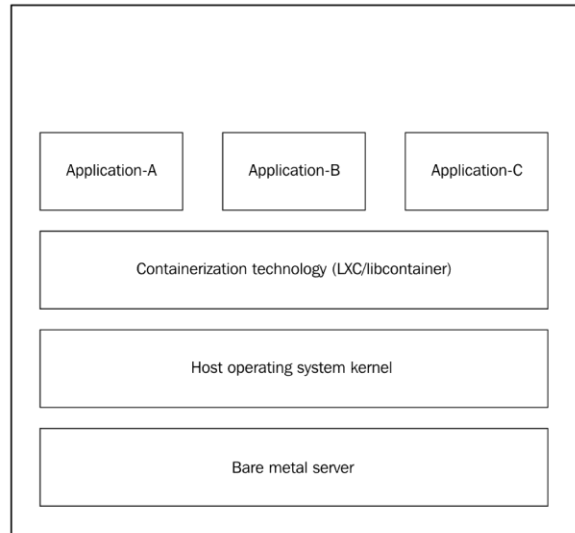 Application-A
Application-B
Application-C
Containerization technology (LXC/libcontainer)
Host operating system kernel
Bare metal server